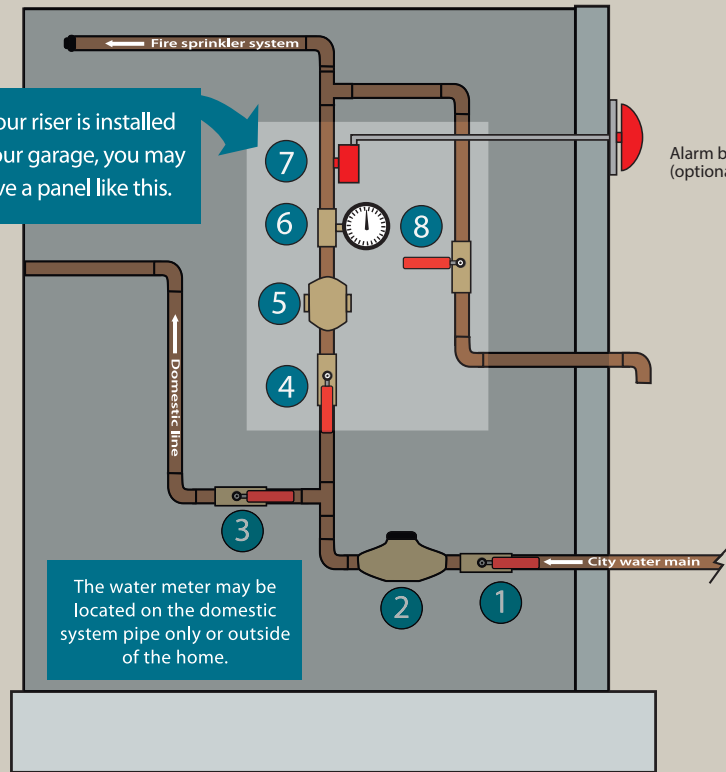 Fire sprinkler system
our riser is installed
our garage, you may
ve a panel like this.
7
6
8
5
4
Alarm b
(optiona
Domestic line
3
City water main
2
1
The water meter may be
located on the domestic
system pipe only or outside
of the home.